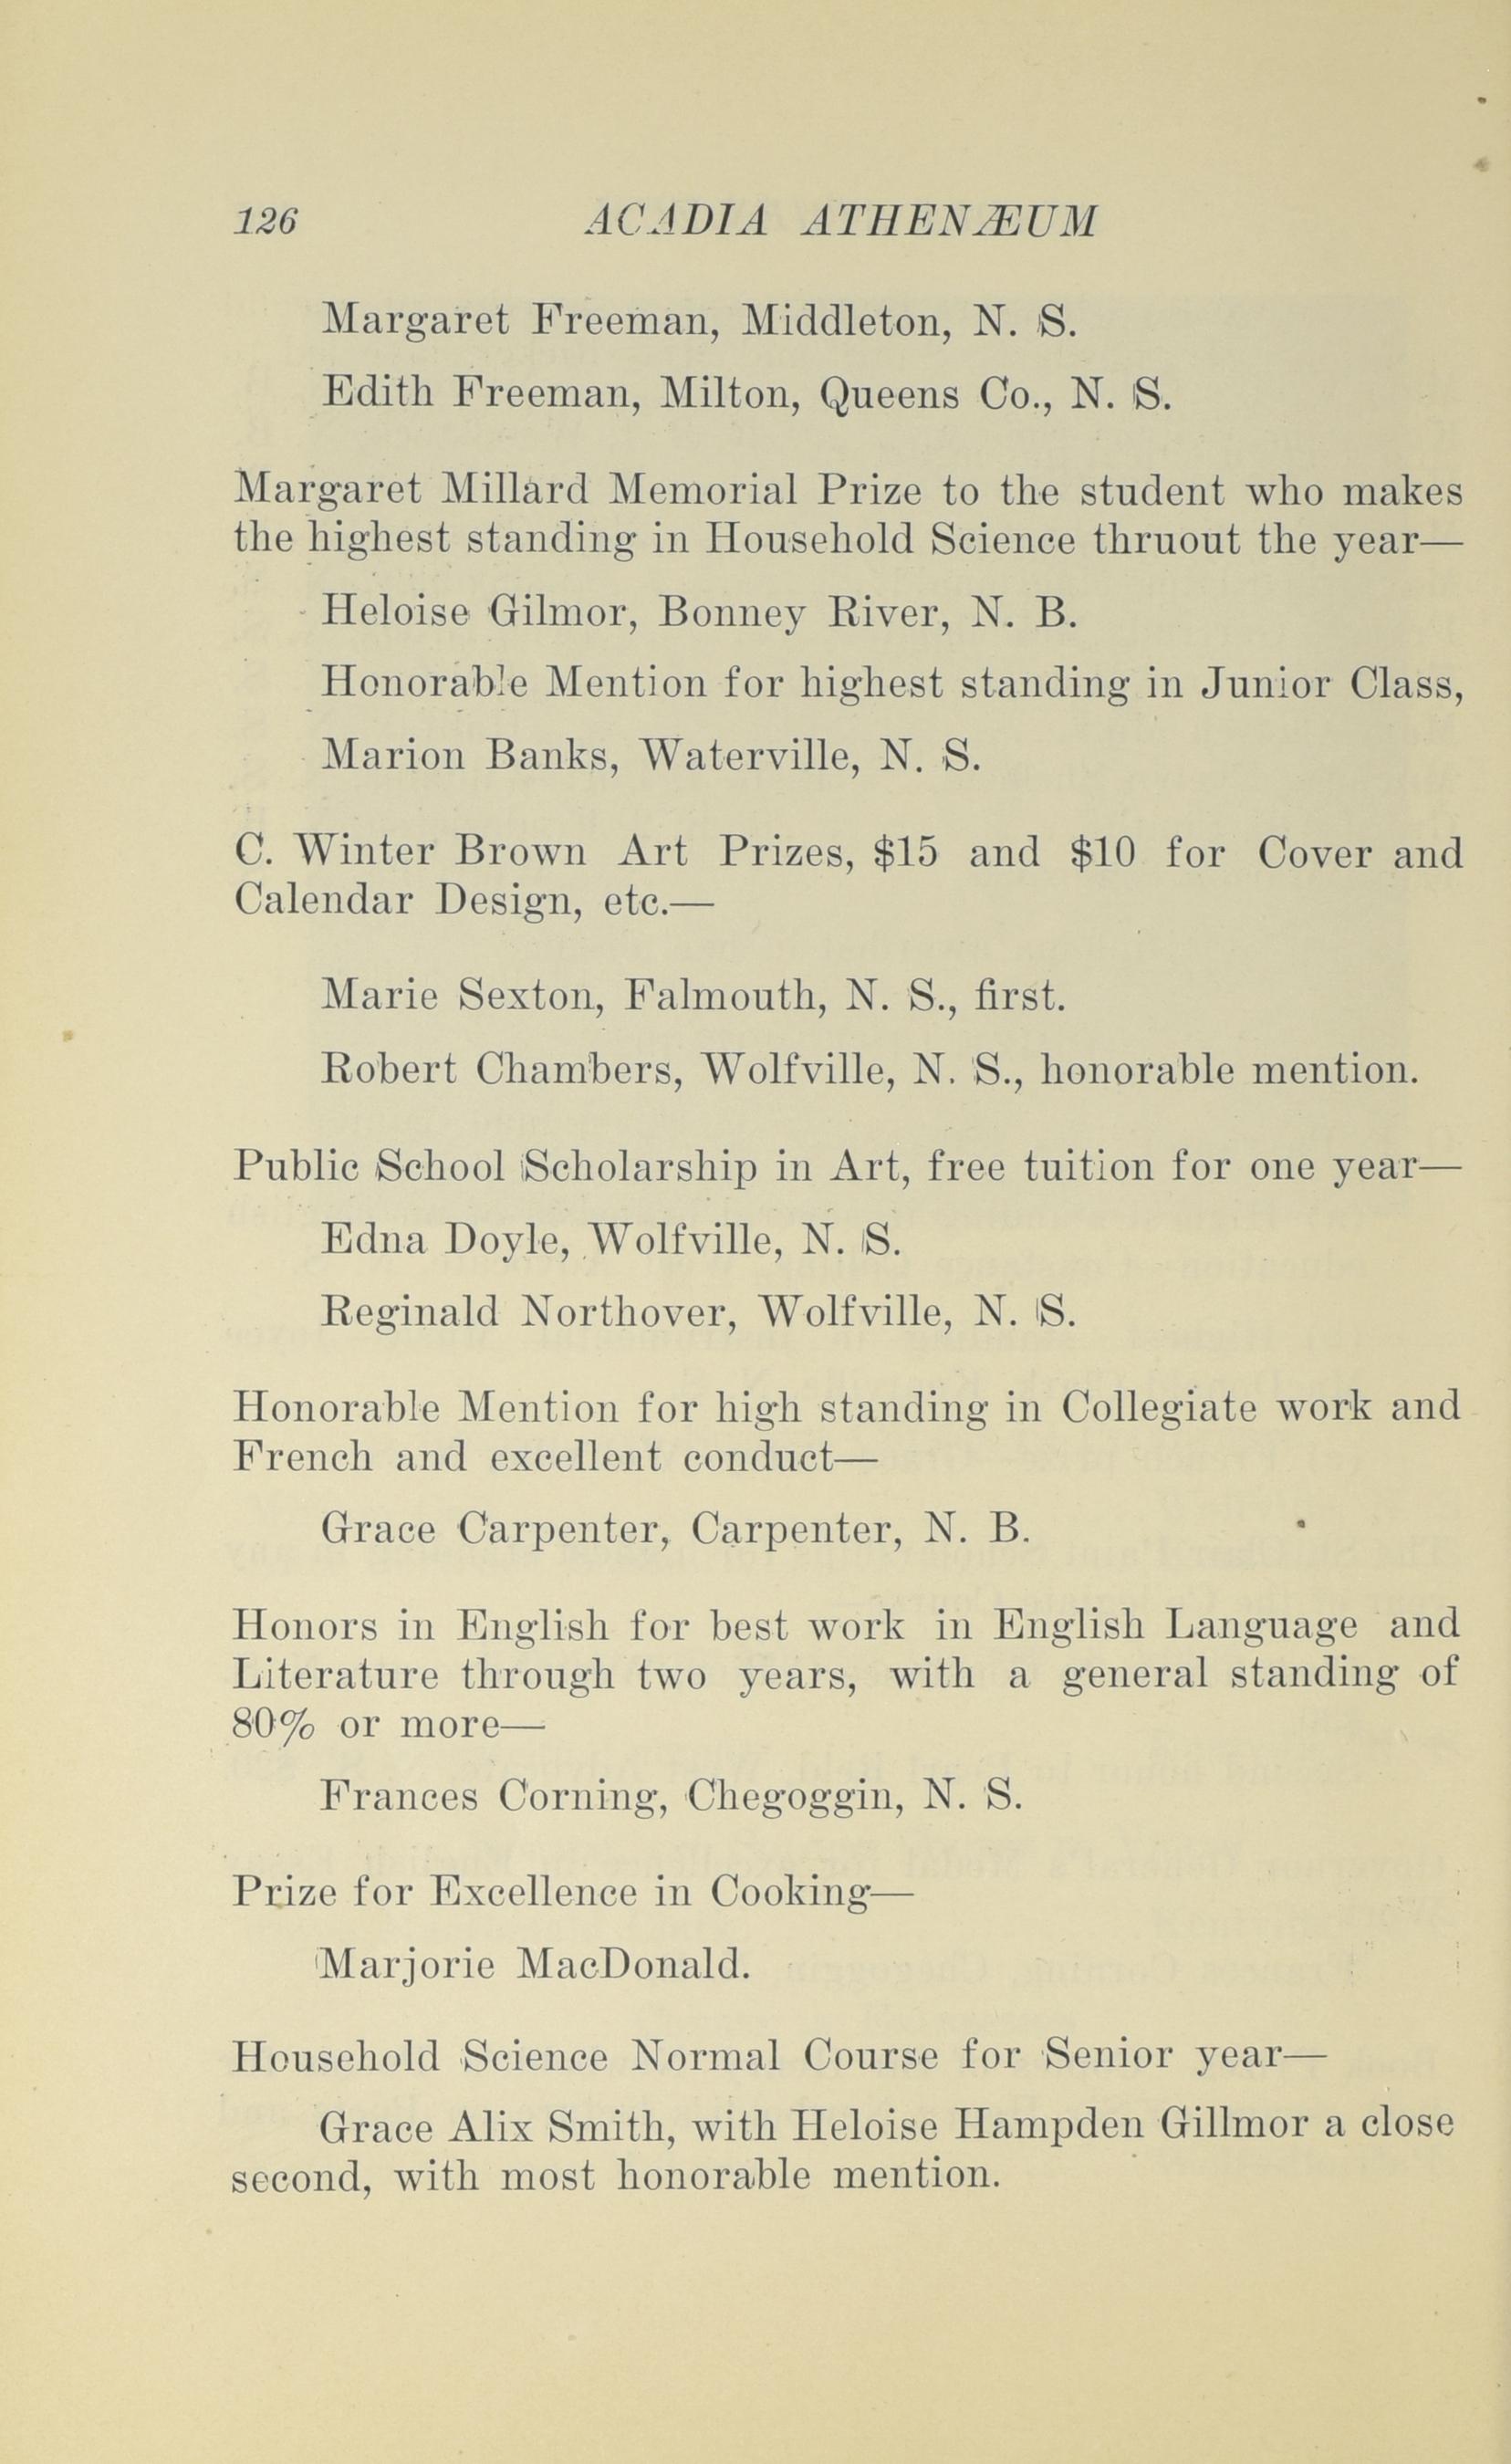 126 ACADIA ATHENÆUM
Margaret Freeman, Middleton, N. S.
Edith Freeman, Milton, Queens Co., N. S.
Margaret Millard Memorial Prize to the student who makes
the highest standing in Household Science thruout the year—
Heloise Gilmor, Bonney River, N. B.
Honorable Mention for highest standing in Junior Class,
Marion Banks, Waterville, N. S.
C. Winter Brown Art Prizes, $15 and $10 for Cover and
Calendar Design, etc.—
Marie Sexton, Falmouth, N. S., first.
Robert Chambers, Wolfville, N. S., honorable mention.
Public School Scholarship in Art, free tuition for one year—
Edna Doyle, Wolfville, N. S.
Reginald Northover, Wolfville, N. S.
Honorable Mention for high standing in Collegiate work and
French and excellent conduct—
Grace Carpenter, Carpenter, N. B.
Honors in English for best work in English Language and
Literature through two years, with a general standing of
80% or more—
Frances Corning, Chegoggin, N. S.
Prize for Excellence in Cooking—
Marjorie MacDonald.
Household Science Normal Course for Senior year—
Grace Alix Smith, with Heloise Hampden Gillmor a close
second, with most honorable mention.